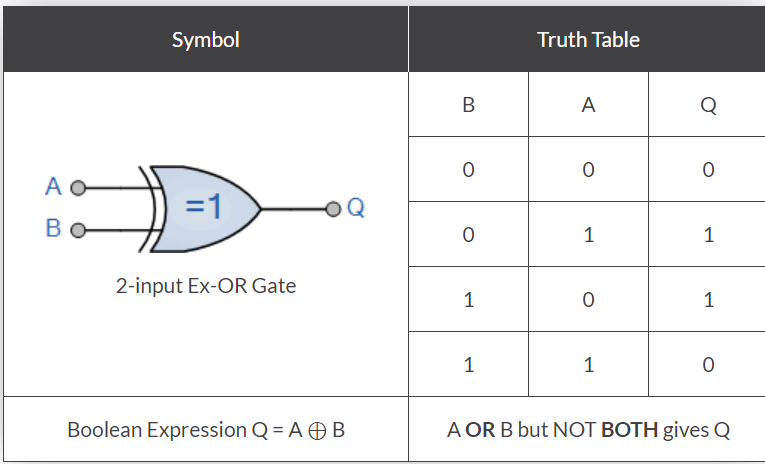 Symbol Truth Table
B A Q
0 0 0
A
=1
Q
B
0 1 1
2-input Ex-OR Gate
1 0 1
1 1 0
Boolean Expression Q = A ⊕ B
A OR B but NOT BOTH gives Q